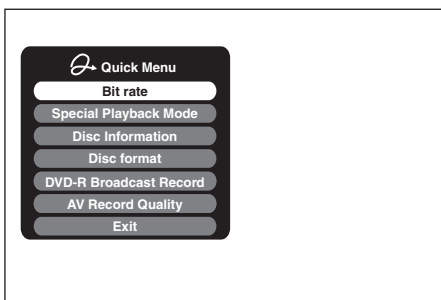 Quick Menu
Bit rate
Special Playback Mode
Disc Information
Disc format
DVD-R Broadcast Record
AV Record Quality
Exit